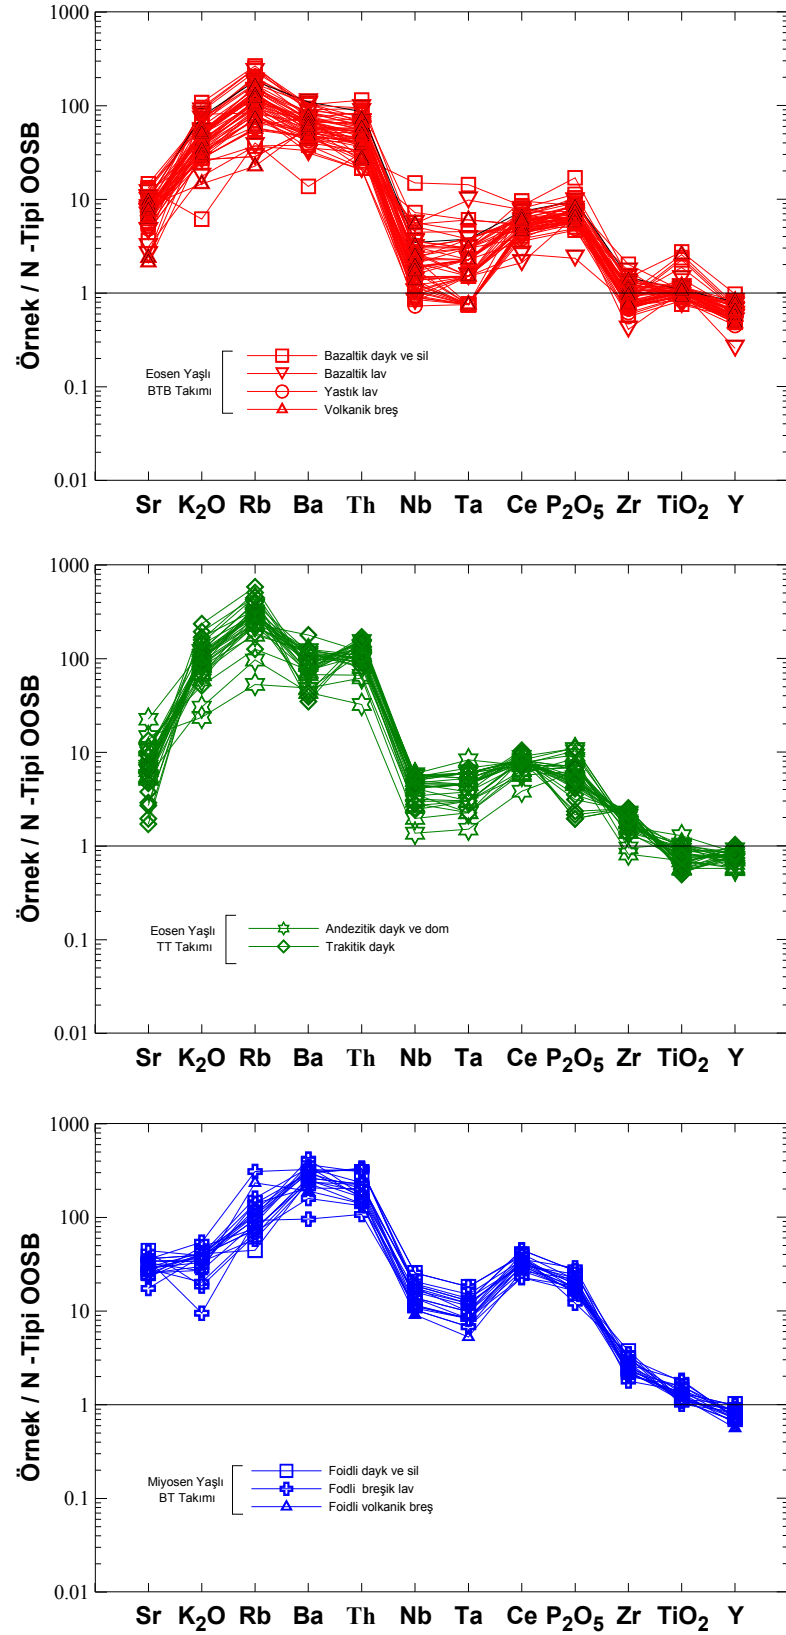 Örnek / N -Tipi OOSB
1000
100
10
1
0.1
0.01
Eosen Yaşlı
BTB Takımı
Bazaltik dayk ve sil
Bazaltik lav
Yastık lav
Volkanik breş
Sr K2O Rb Ba Th Nb Ta Ce P2O5 Zr TiO2 Y
Örnek / N -Tipi OOSB
1000
100
10
1
0.1
0.01
Eosen Yaşlı
TT Takımı
Andezitik dayk ve dom
Trakitik dayk
Sr K2O Rb Ba Th Nb Ta Ce P2O5 Zr TiO2 Y
Örnek / N -Tipi OOSB
1000
100
10
1
0.1
0.01
Miyosen Yaşlı
BT Takımı
Foidli dayk ve sil
Fodli breşik lav
Foidli volkanik breş
Sr K2O Rb Ba Th Nb Ta Ce P2O5 Zr TiO2 Y